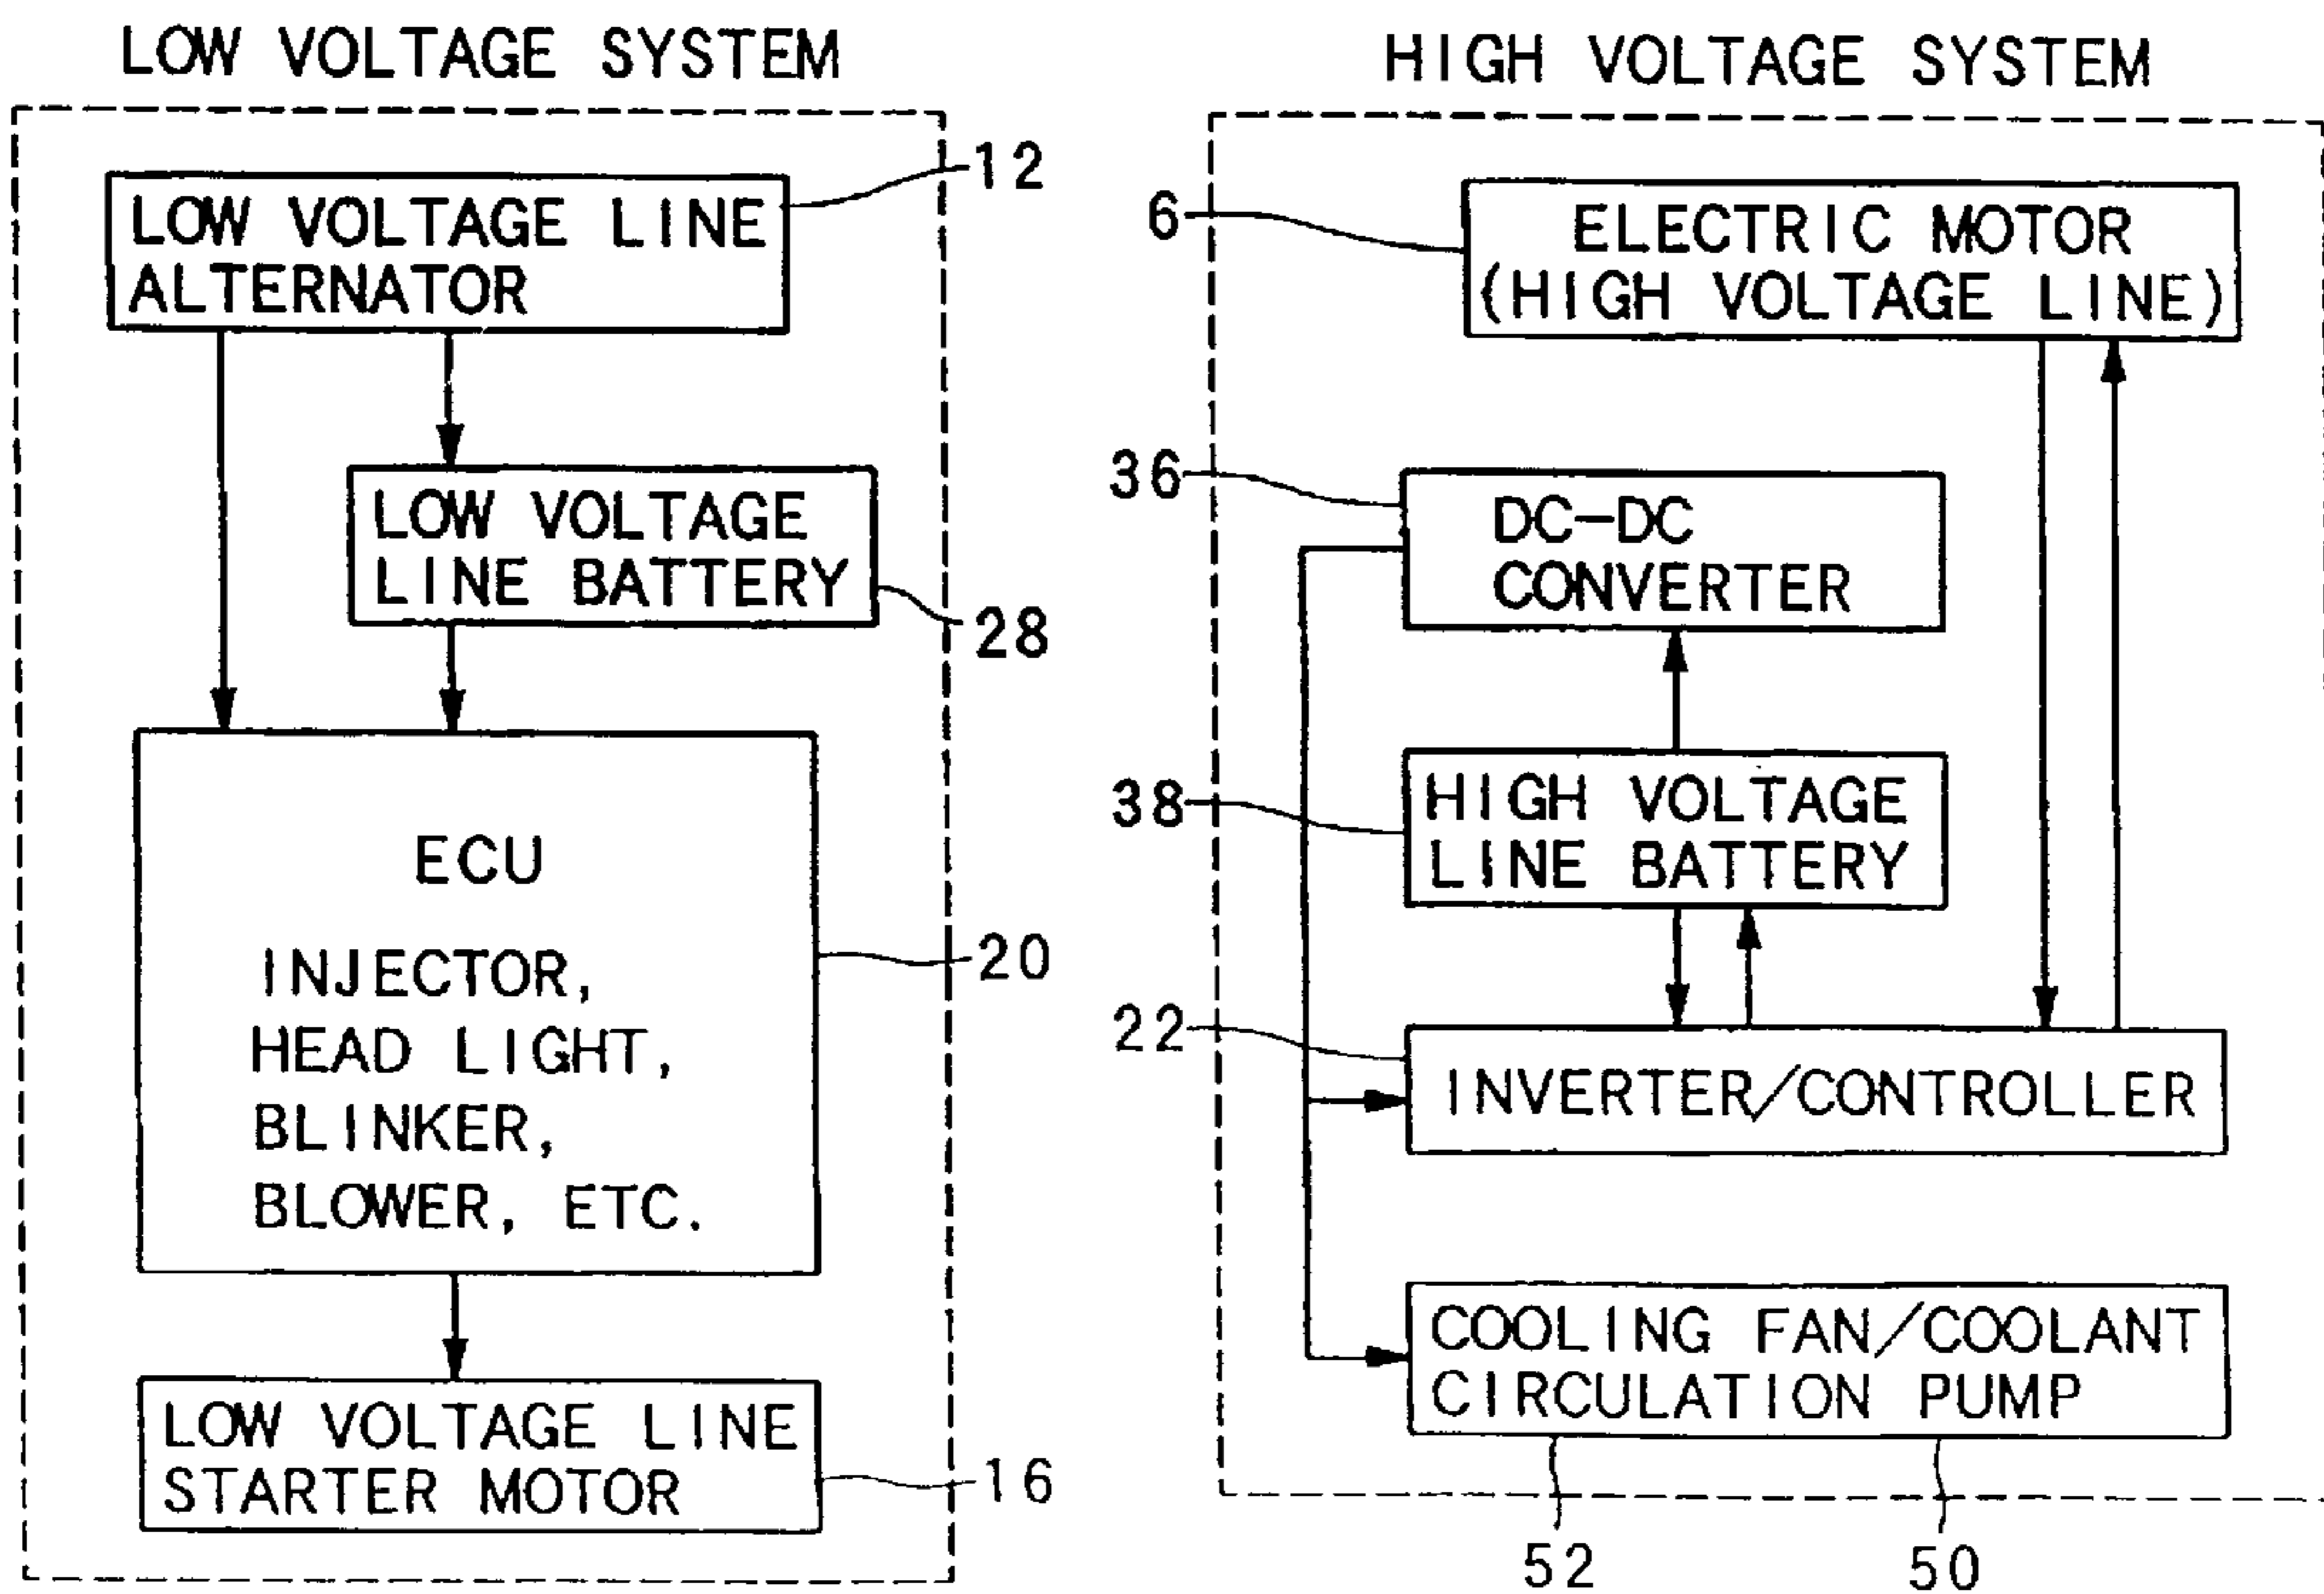 LOW VOLTAGE SYSTEM
LOW VOLTAGE LINE
ALTERNATOR
12
LOW VOLTAGE
LINE BATTERY
28
ECU
INJECTOR,
HEAD LIGHT,
BLINKER,
BLOWER, ETC.
20
LOW VOLTAGE LINE
STARTER MOTOR
16
HIGH VOLTAGE SYSTEM
6
ELECTRIC MOTOR
(HIGH VOLTAGE LINE)
36
DC-DC
CONVERTER
38
HIGH VOLTAGE
LINE BATTERY
22
INVERTER/CONTROLLER
COOLING FAN/COOLANT
CIRCULATION PUMP
52
50